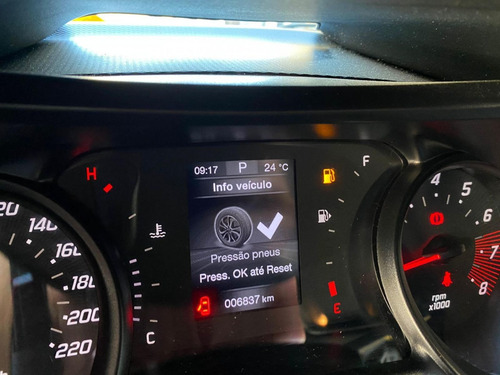 09:17 P 24 °C
Info veículo
Pressão pneus
Press. OK até Reset
006837 km
H
C
F
E
120
140
160
180
200
220
4
5
6
7
8
rpm
x1000